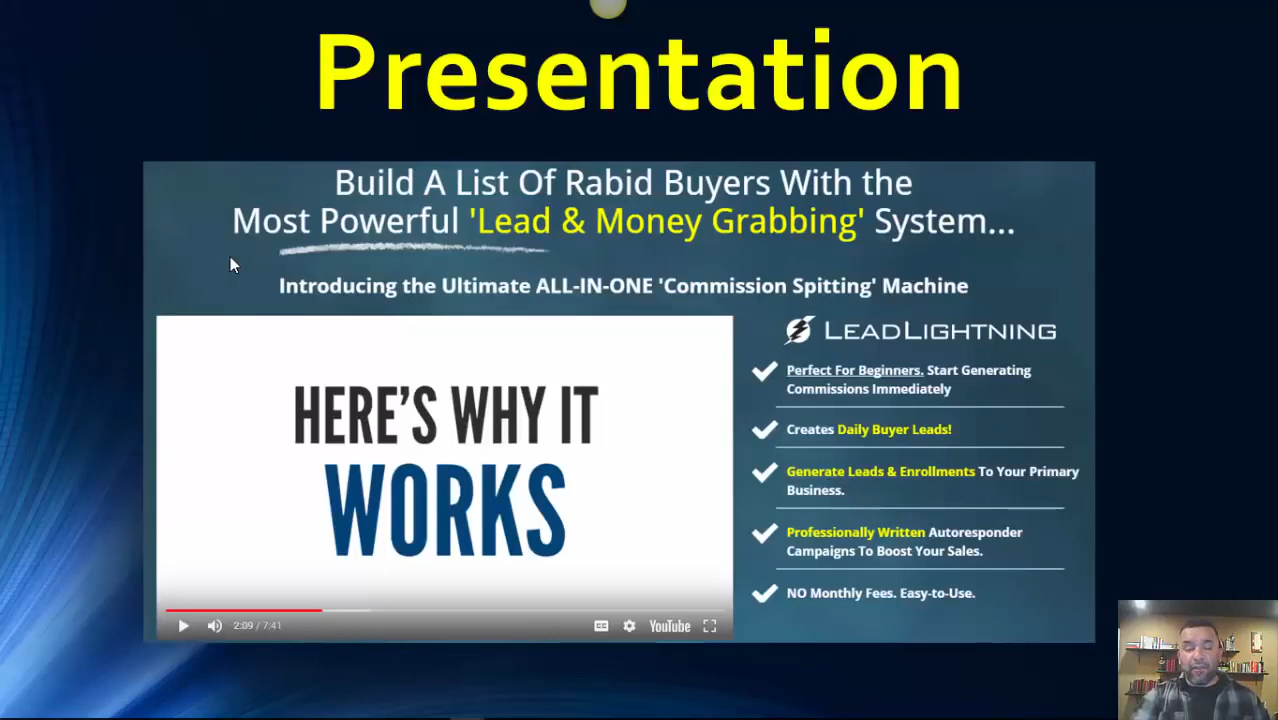 Presentation
Build A List Of Rabid Buyers With the
Most Powerful 'Lead & Money Grabbing' System...
Introducing the Ultimate ALL-IN-ONE 'Commission Spitting' Machine
HERE'S WHY IT
WORKS
2:09 / 7:41
CC
YouTube
LEADLIGHTNING
Perfect For Beginners. Start Generating
Commissions Immediately
Creates Daily Buyer Leads!
Generate Leads & Enrollments To Your Primary
Business.
Professionally Written Autoresponder
Campaigns To Boost Your Sales.
NO Monthly Fees. Easy-to-Use.